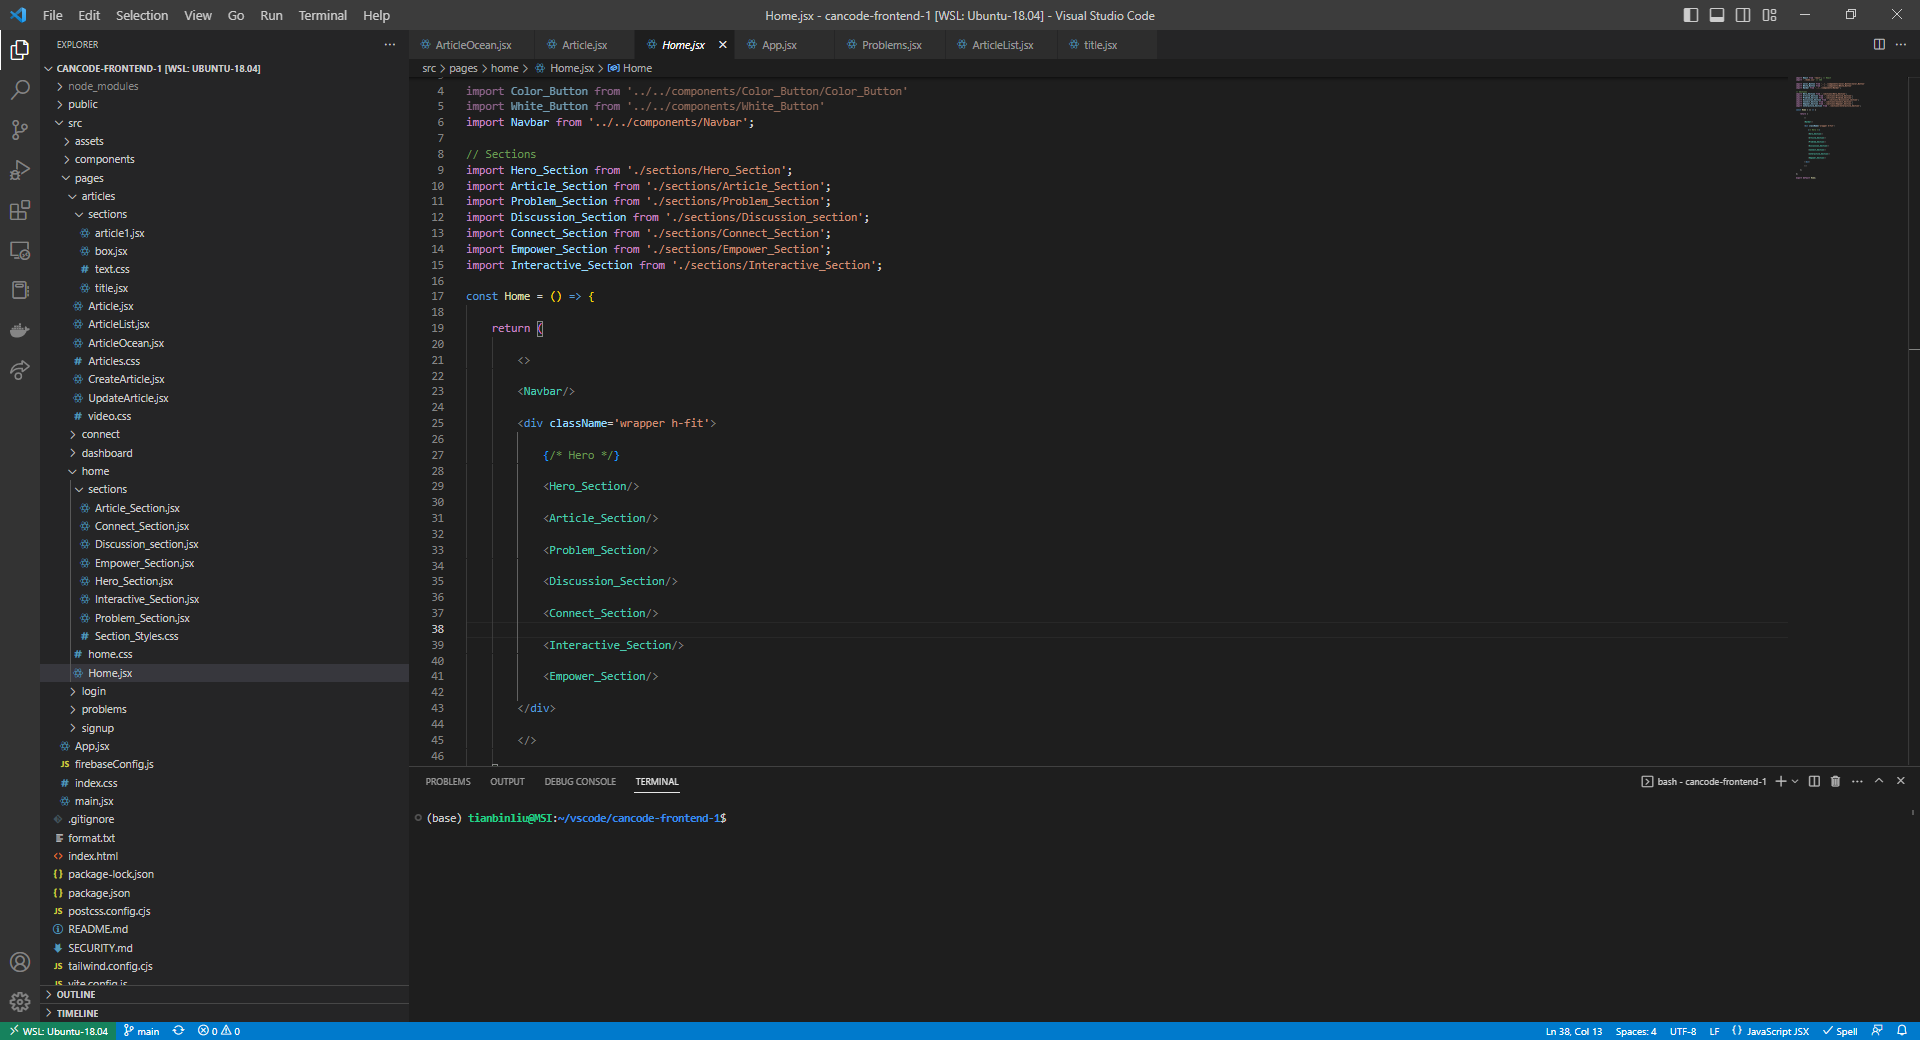 File Edit Selection View Go Run Terminal Help
Home.jsx - cancode-frontend-1 [WSL: Ubuntu-18.04] - Visual Studio Code
EXPLORER
CANCODE-FRONTEND-1 [WSL: UBUNTU-18.04]
node_modules
public
src
assets
components
pages
articles
sections
article1.jsx
box.jsx
# text.css
title.jsx
Article.jsx
ArticleList.jsx
ArticleOcean.jsx
# Articles.css
CreateArticle.jsx
UpdateArticle.jsx
# video.css
connect
dashboard
home
sections
Article_Section.jsx
Connect_Section.jsx
Discussion_section.jsx
Empower_Section.jsx
Hero_Section.jsx
Interactive_Section.jsx
Problem_Section.jsx
# Section_Styles.css
# home.css
Home.jsx
login
problems
signup
App.jsx
JS firebaseConfig.js
# index.css
main.jsx
.gitignore
format.txt
<> index.html
{} package-lock.json
{} package.json
JS postcss.config.cjs
README.md
SECURITY.md
JS tailwind.config.cjs
JS vite.config.js
OUTLINE
TIMELINE
ArticleOcean.jsx Article.jsx Home.jsx App.jsx Problems.jsx ArticleList.jsx title.jsx
src > pages > home > Home.jsx > Home
4 import Color_Button from '../../components/Color_Button/Color_Button'
5 import White_Button from '../../components/White_Button'
6 import Navbar from '../../components/Navbar';
7
8 // Sections
9 import Hero_Section from './sections/Hero_Section';
10 import Article_Section from './sections/Article_Section';
11 import Problem_Section from './sections/Problem_Section';
12 import Discussion_Section from './sections/Discussion_section';
13 import Connect_Section from './sections/Connect_Section';
14 import Empower_Section from './sections/Empower_Section';
15 import Interactive_Section from './sections/Interactive_Section';
16
17 const Home = () => {
18
19 return (
20
21 <>
22
23 <Navbar/>
24
25 <div className='wrapper h-fit'>
26
27 {/* Hero */}
28
29 <Hero_Section/>
30
31 <Article_Section/>
32
33 <Problem_Section/>
34
35 <Discussion_Section/>
36
37 <Connect_Section/>
38
39 <Interactive_Section/>
40
41 <Empower_Section/>
42
43 </div>
44
45 </>
46
PROBLEMS OUTPUT DEBUG CONSOLE TERMINAL
bash - cancode-frontend-1
(base) tianbinliu@MSI:~/vscode/cancode-frontend-1$
WSL: Ubuntu-18.04 main 0 0
Ln 38, Col 13 Spaces: 4 UTF-8 LF {} JavaScript JSX Spell